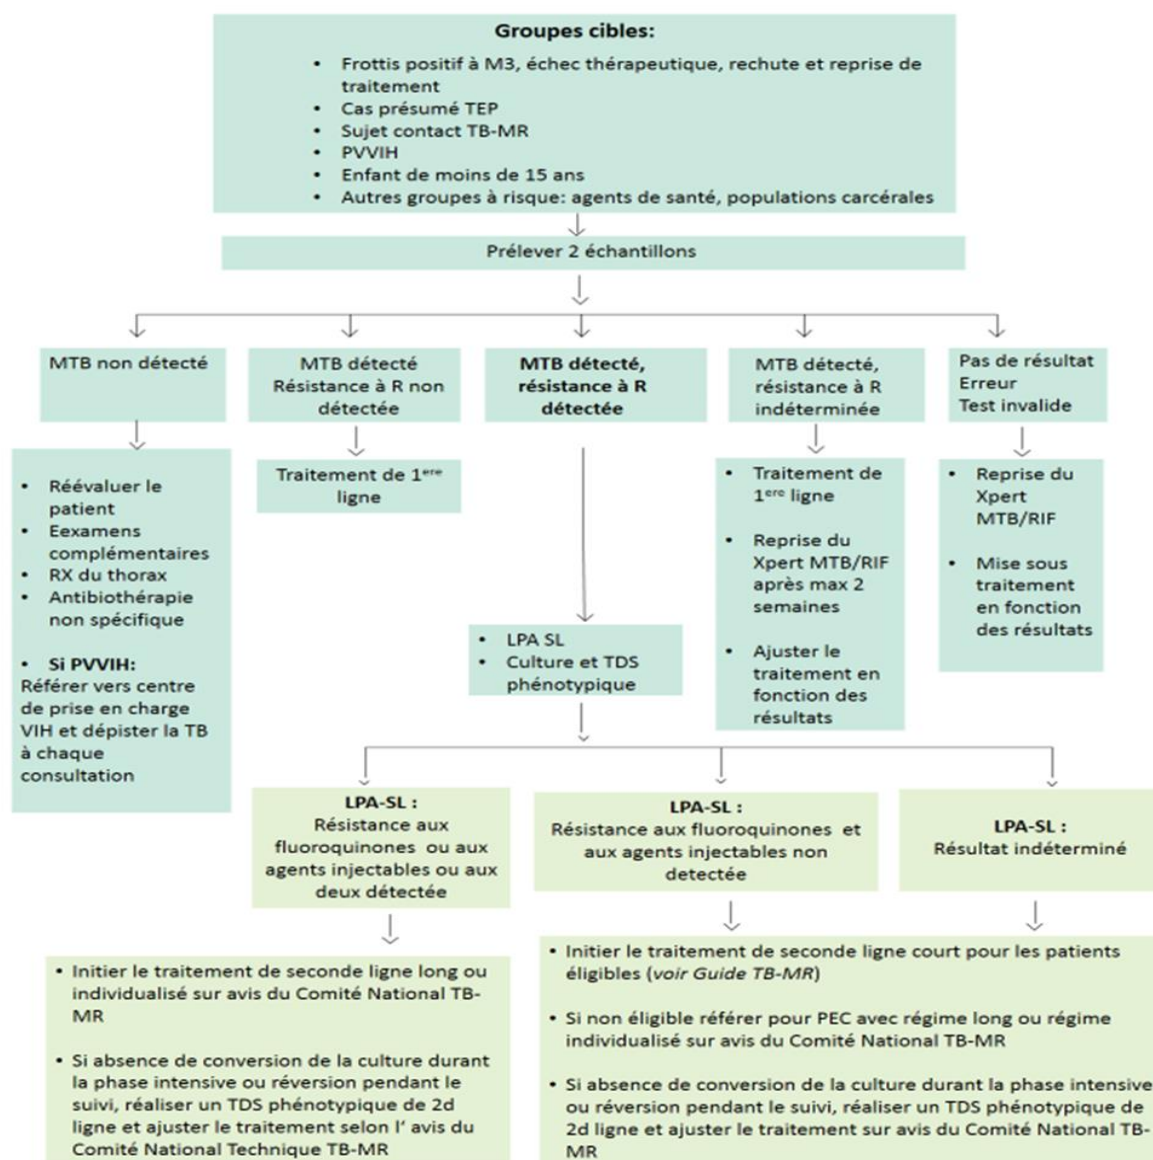 Groupes cibles:
• Frottis positif à M3, échec thérapeutique, rechute et reprise de
traitement
• Cas présumé TEP
• Sujet contact TB-MR
• PVVIH
• Enfant de moins de 15 ans
• Autres groupes à risque: agents de santé, populations carcérales
Prélever 2 échantillons
MTB non détecté
MTB détecté
Résistance à R non
détectée
MTB détecté,
résistance à R
détectée
MTB détecté,
résistance à R
indéterminée
Pas de résultat
Erreur
Test invalide
• Réévaluer le
patient
• Eexamens
complémentaires
• RX du thorax
• Antibiothérapie
non spécifique
• Si PVVIH:
Référer vers centre
de prise en charge
VIH et dépister la TB
à chaque
consultation
Traitement de 1ere
ligne
• LPA SL
• Culture et TDS
phénotypique
• Traitement de
1ere ligne
• Reprise du
Xpert MTB/RIF
après max 2
semaines
• Ajuster le
traitement en
fonction des
résultats
• Reprise du
Xpert
MTB/RIF
• Mise sous
traitement
en fonction
des résultats
LPA-SL :
Résistance aux
fluoroquinones ou aux
agents injectables ou aux
deux détectée
LPA-SL :
Résistance aux fluoroquinones et
aux agents injectables non
detectée
LPA-SL :
Résultat indéterminé
• Initier le traitement de seconde ligne long ou
individualisé sur avis du Comité National TB-
MR
• Si absence de conversion de la culture durant
la phase intensive ou réversion pendant le
suivi, réaliser un TDS phénotypique de 2d
ligne et ajuster le traitement selon l' avis du
Comité National Technique TB-MR
• Initier le traitement de seconde ligne court pour les patients
éligibles (voir Guide TB-MR)
• Si non éligible référer pour PEC avec régime long ou régime
individualisé sur avis du Comité National TB-MR
• Si absence de conversion de la culture durant la phase intensive
ou réversion pendant le suivi, réaliser un TDS phénotypique de
2d ligne et ajuster le traitement sur avis du Comité National TB-
MR